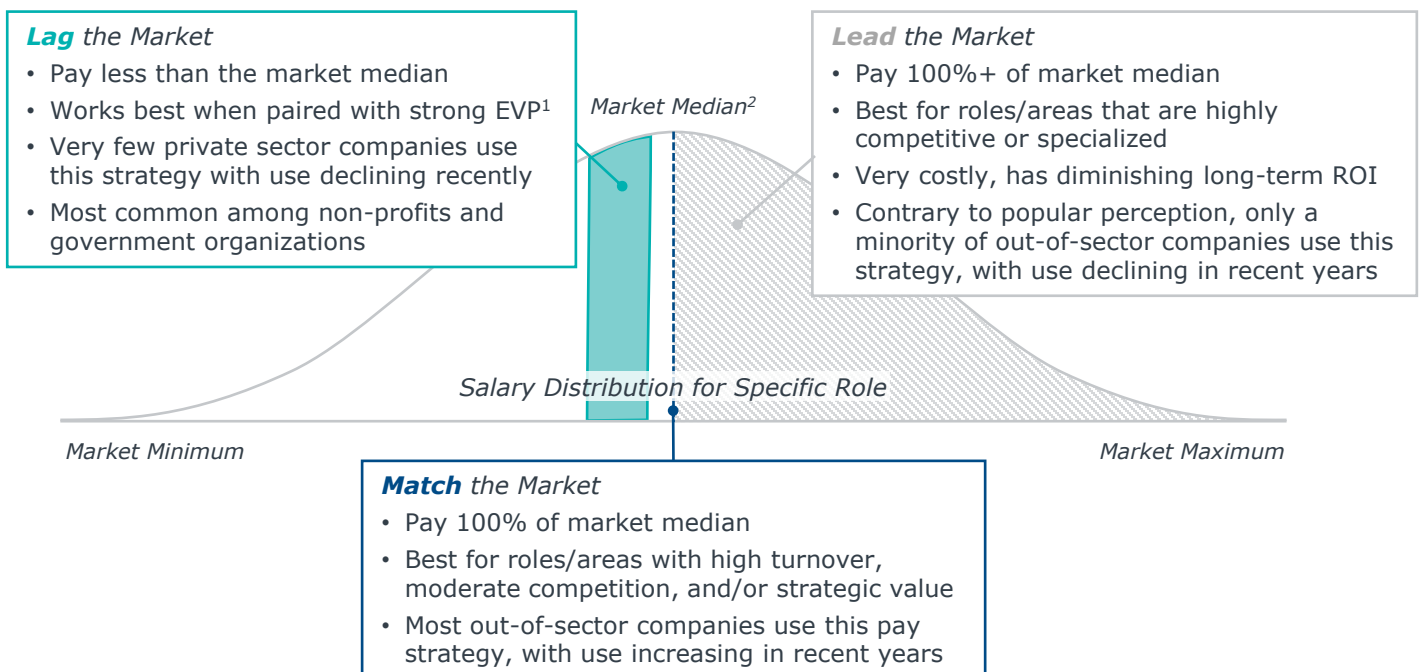 Lag the Market
• Pay less than the market median
• Works best when paired with strong EVP1
• Very few private sector companies use
this strategy with use declining recently
• Most common among non-profits and
government organizations
Market Median2
Lead the Market
• Pay 100%+ of market median
• Best for roles/areas that are highly
competitive or specialized
• Very costly, has diminishing long-term ROI
• Contrary to popular perception, only a
minority of out-of-sector companies use this
strategy, with use declining in recent years
Salary Distribution for Specific Role
Market Minimum
Market Maximum
Match the Market
• Pay 100% of market median
• Best for roles/areas with high turnover,
moderate competition, and/or strategic value
• Most out-of-sector companies use this pay
strategy, with use increasing in recent years